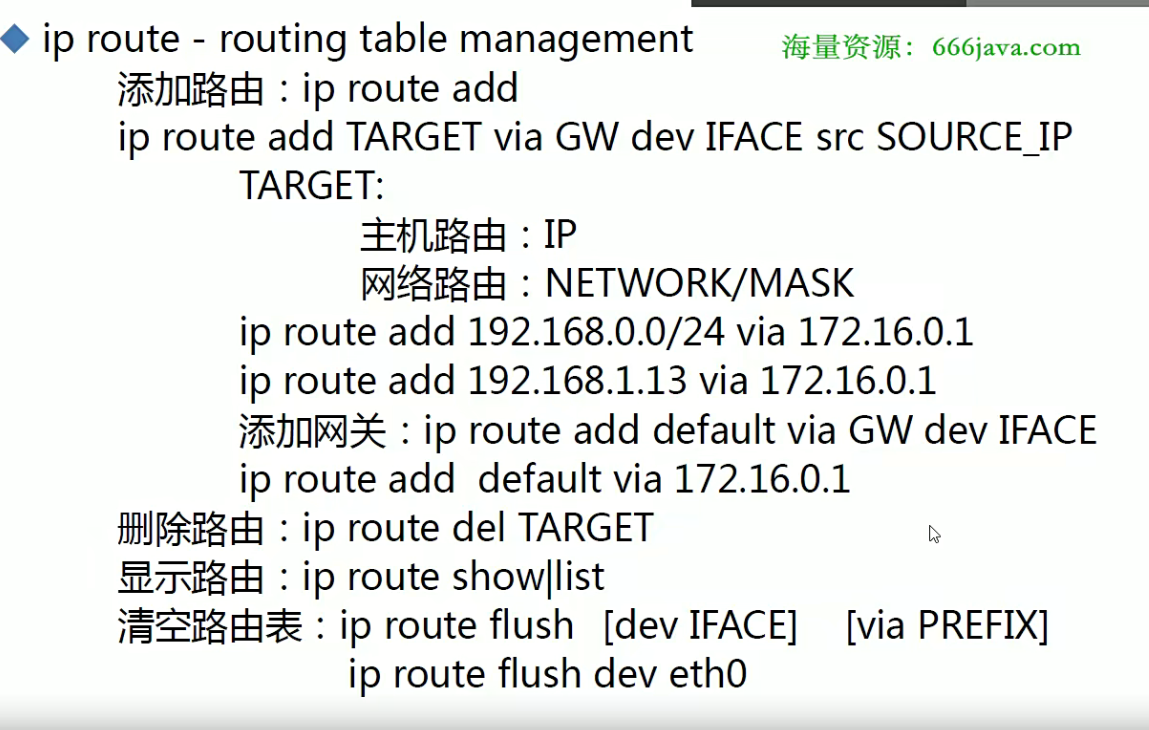 ip route - routing table management
海量资源：666java.com
添加路由：ip route add
ip route add TARGET via GW dev IFACE src SOURCE_IP
TARGET:
主机路由：IP
网络路由：NETWORK/MASK
ip route add 192.168.0.0/24 via 172.16.0.1
ip route add 192.168.1.13 via 172.16.0.1
添加网关：ip route add default via GW dev IFACE
ip route add  default via 172.16.0.1
删除路由：ip route del TARGET
显示路由：ip route show|list
清空路由表：ip route flush  [dev IFACE]  [via PREFIX]
ip route flush dev eth0